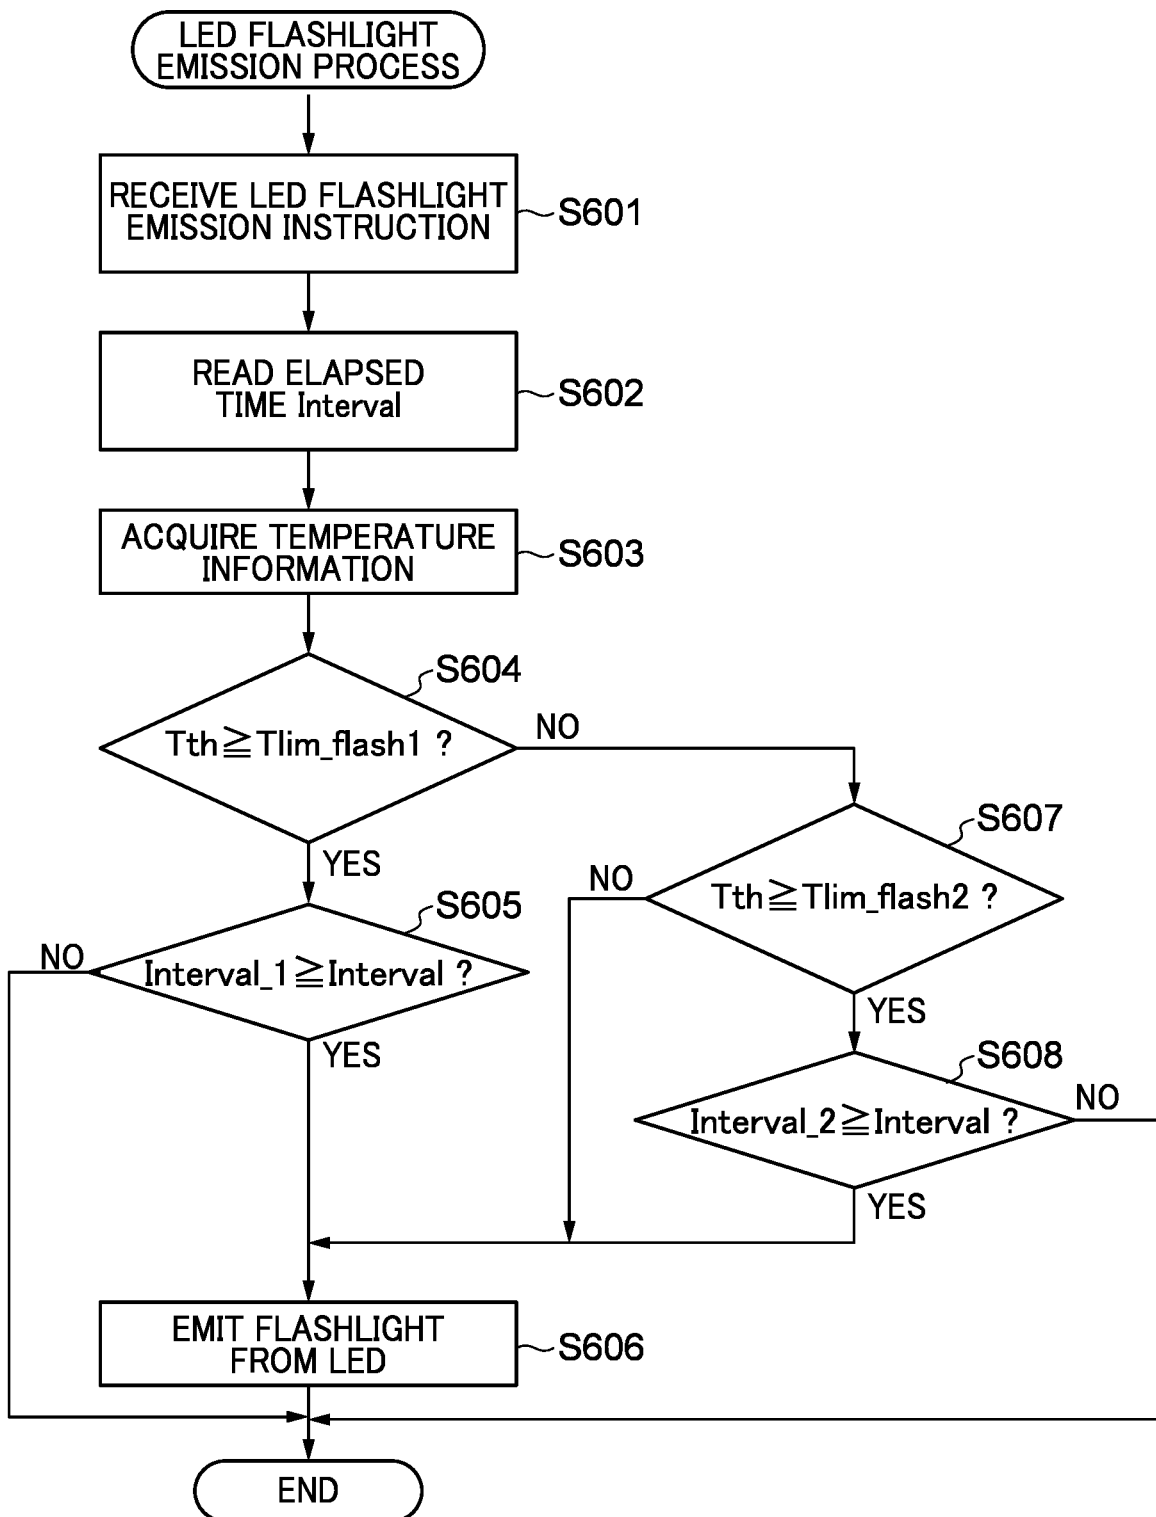 LED FLASHLIGHT
EMISSION PROCESS
RECEIVE LED FLASHLIGHT
EMISSION INSTRUCTION
S601
READ ELAPSED
TIME Interval
S602
ACQUIRE TEMPERATURE
INFORMATION
S603
S604
Tth≧Tlim_flash1 ?
NO
YES
S607
Tth≧Tlim_flash2 ?
NO
YES
S605
Interval_1≧Interval ?
NO
YES
S608
Interval_2≧Interval ?
NO
YES
EMIT FLASHLIGHT
FROM LED
S606
END